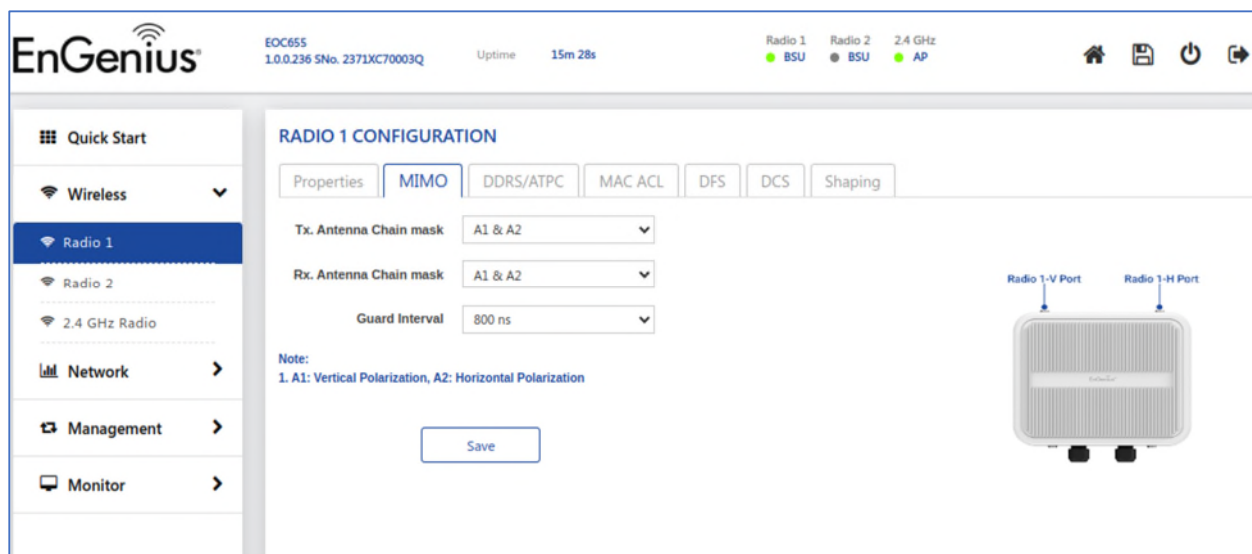 EnGenius®
EOC655
1.0.0.236 SNo. 2371XC70003Q
Uptime 15m 28s
Radio 1 Radio 2 2.4 GHz
BSU BSU AP
Quick Start
Wireless
Radio 1
Radio 2
2.4 GHz Radio
Network
Management
Monitor
RADIO 1 CONFIGURATION
Properties MIMO DDRS/ATPC MAC ACL DFS DCS Shaping
Tx. Antenna Chain mask A1 & A2
Rx. Antenna Chain mask A1 & A2
Guard Interval 800 ns
Note:
1. A1: Vertical Polarization, A2: Horizontal Polarization
Save
Radio 1-V Port Radio 1-H Port
EnGenius